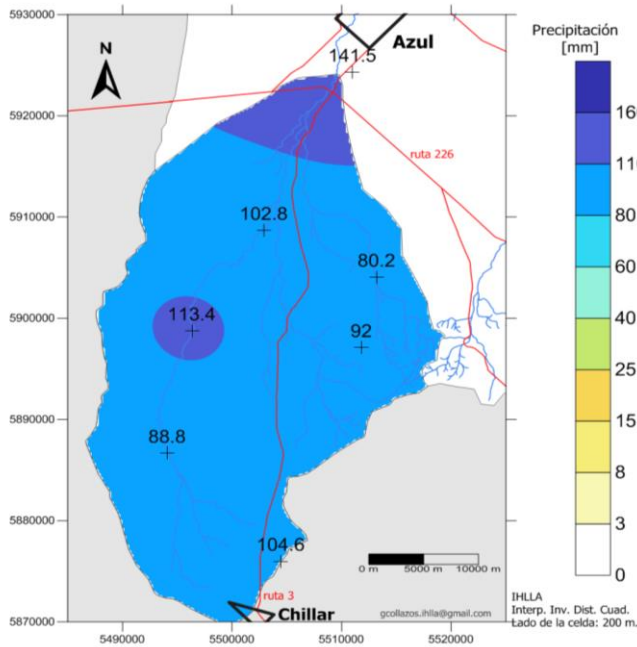 5930000
5920000
5910000
5900000
5890000
5880000
5870000
5490000
5500000
5510000
5520000
N
Azul
141.5
ruta 226
102.8
80.2
113.4
92
88.8
104.6
0 m
5000 m
10000 m
ruta 3
Chillar
gcollazos.ihlla@gmail.com
Precipitación
[mm]
160
110
80
60
40
25
15
8
3
0
IHLLA
Interp. Inv. Dist. Cuad.
Lado de la celda: 200 m.